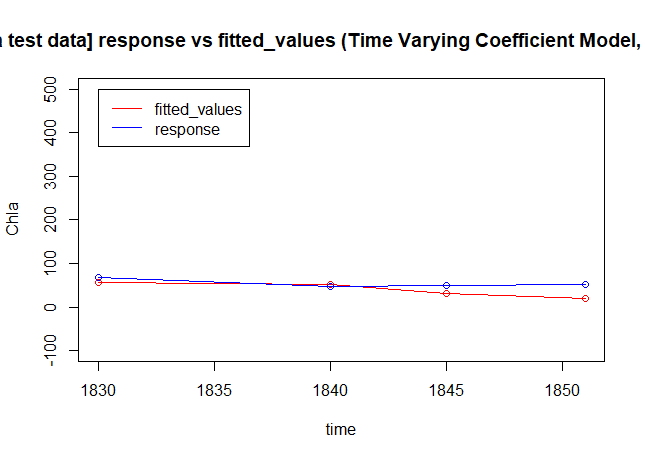 test data] response vs fitted_values (Time Varying Coefficient Model,
fitted_values
response
Chla
500
400
300
200
100
0
-100
1830
1835
1840
1845
1850
time